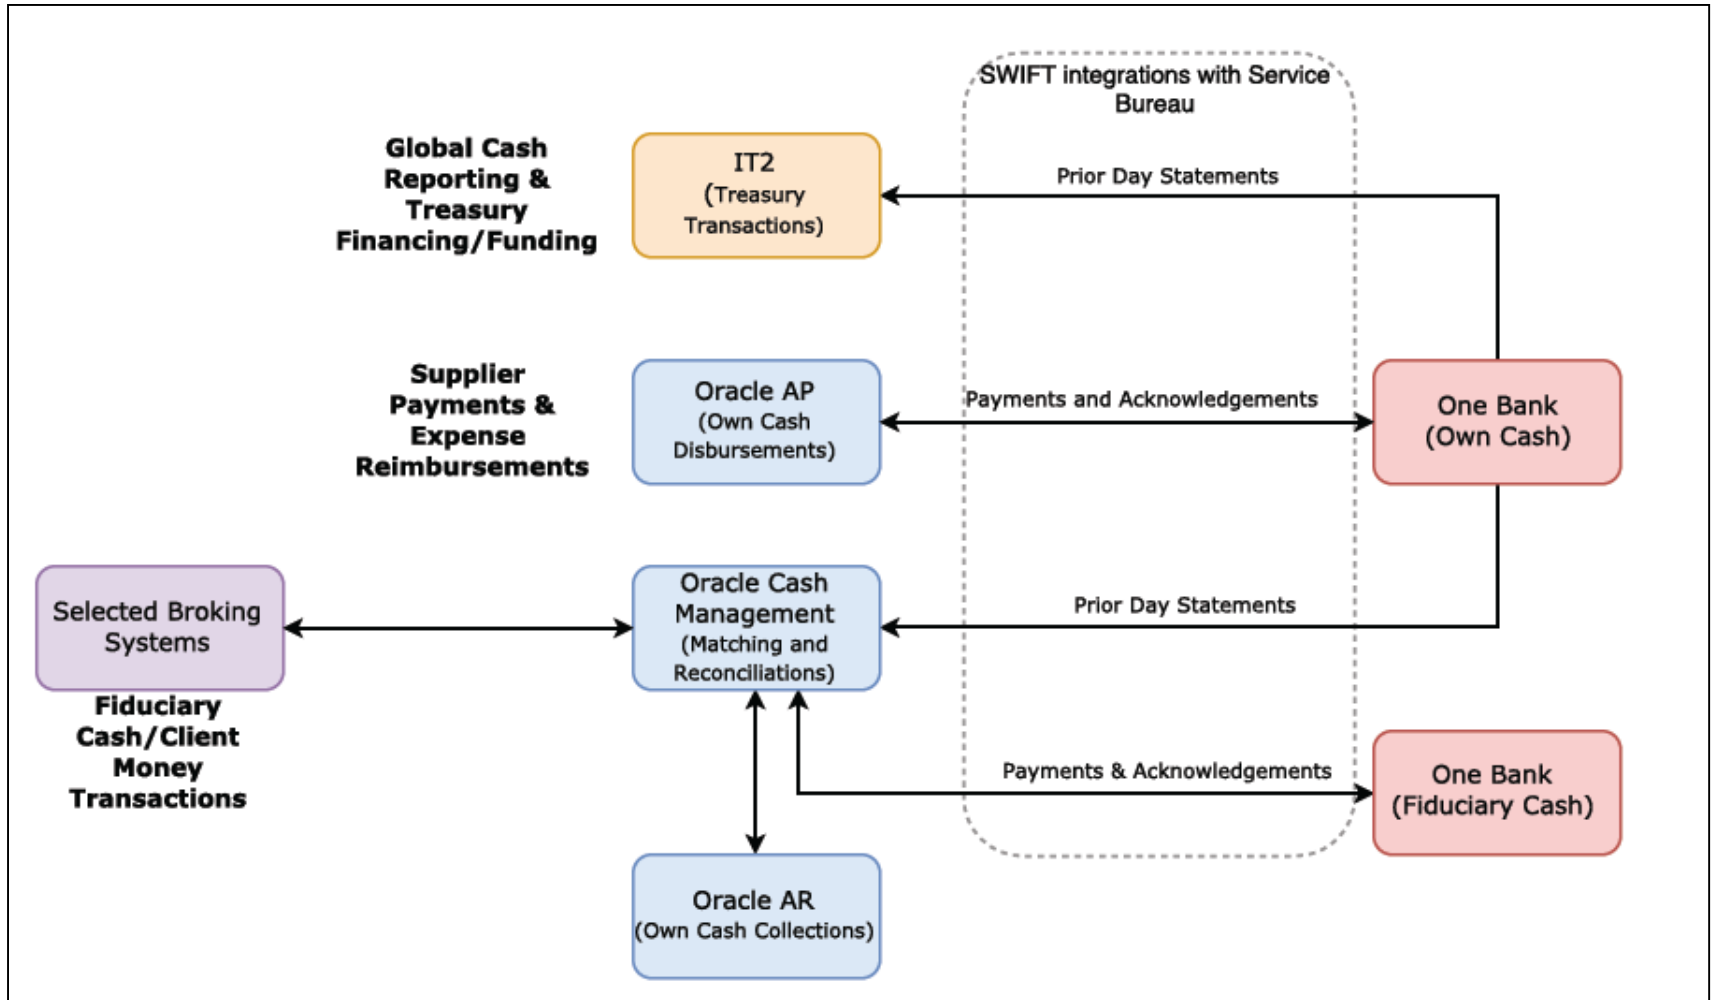 SWIFT integrations with Service
Bureau
Global Cash
Reporting &
Treasury
Financing/Funding
IT2
(Treasury
Transactions)
Prior Day Statements
Supplier
Payments &
Expense
Reimbursements
Oracle AP
(Own Cash
Disbursements)
Payments and Acknowledgements
One Bank
(Own Cash)
Selected Broking
Systems
Oracle Cash
Management
(Matching and
Reconciliations)
Prior Day Statements
Fiduciary
Cash/Client
Money
Transactions
Payments & Acknowledgements
One Bank
(Fiduciary Cash)
Oracle AR
(Own Cash Collections)